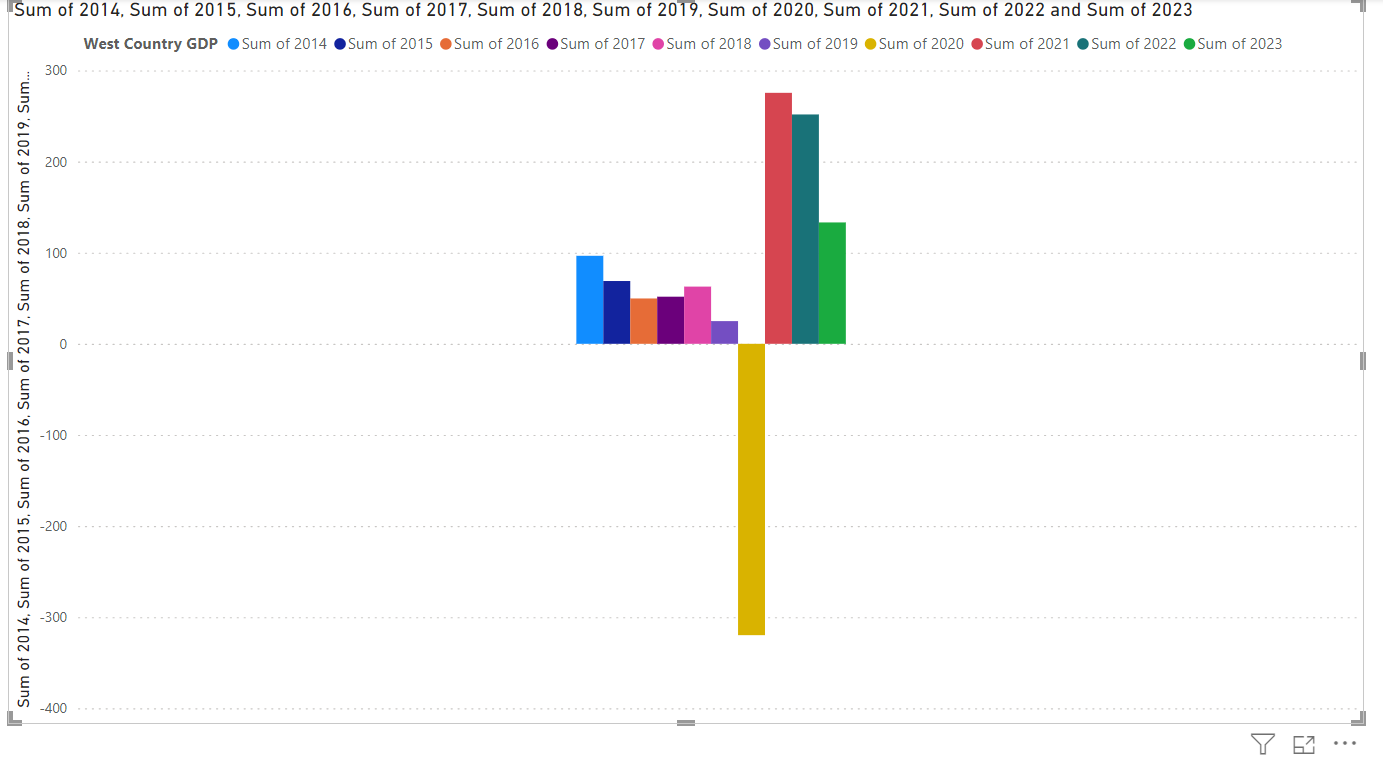 Sum of 2014, Sum of 2015, Sum of 2016, Sum of 2017, Sum of 2018, Sum of 2019, Sum of 2020, Sum of 2021, Sum of 2022 and Sum of 2023
West Country GDP Sum of 2014 Sum of 2015 Sum of 2016 Sum of 2017 Sum of 2018 Sum of 2019 Sum of 2020 Sum of 2021 Sum of 2022 Sum of 2023
Sum of 2014, Sum of 2015, Sum of 2016, Sum of 2017, Sum of 2018, Sum of 2019, Sum...
300
200
100
0
-100
-200
-300
-400